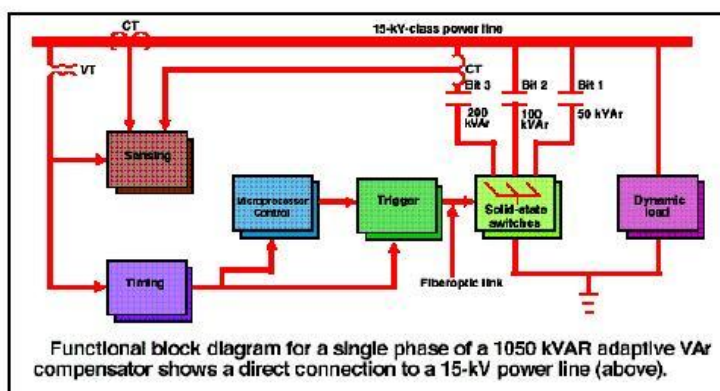 CT
15-kV-class power line
VT
CT
Bit 3
Bit 2
Bit 1
200
kVAr
100
kVAr
50 kVAr
Sensing
Microprocessor
Control
Trigger
Solid-state
switches
Dynamic
load
Timing
Fiberoptic link
Functional block diagram for a single phase of a 1050 kVAR adaptive VAr
compensator shows a direct connection to a 15-kV power line (above).